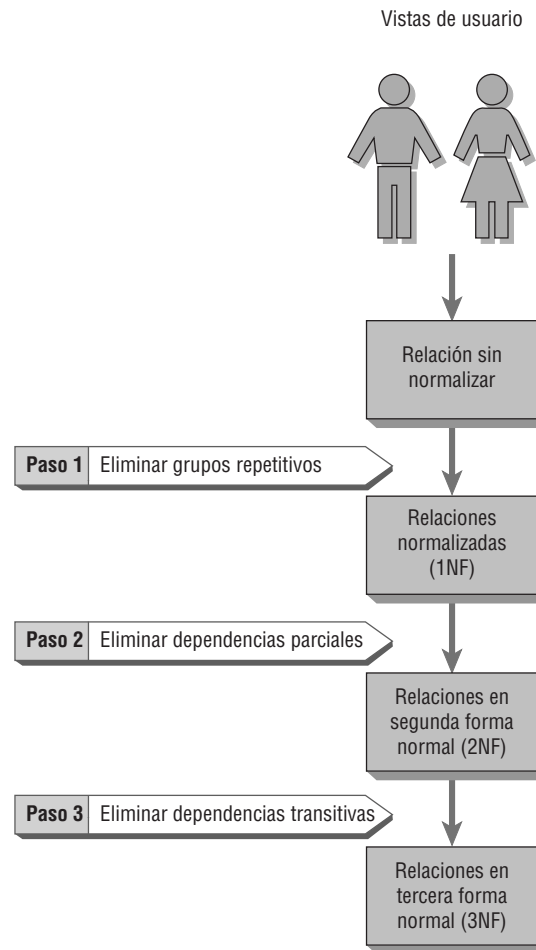 Vistas de usuario
Relación sin
normalizar
Paso 1 Eliminar grupos repetitivos
Relaciones
normalizadas
(1NF)
Paso 2 Eliminar dependencias parciales
Relaciones en
segunda forma
normal (2NF)
Paso 3 Eliminar dependencias transitivas
Relaciones en
tercera forma
normal (3NF)